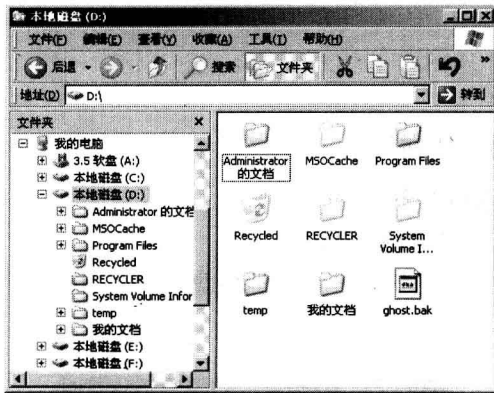 本地磁盘 (D:)
文件(F) 编辑(E) 查看(V) 收藏(A) 工具(T) 帮助(H)
后退 搜索 文件夹
地址(D) D:\ 转到
文件夹
我的电脑
3.5 软盘 (A:)
本地磁盘 (C:)
本地磁盘 (D:)
Administrator 的文档
MSOCache
Program Files
Recycled
RECYCLER
System Volume Infor
temp
我的文档
本地磁盘 (E:)
本地磁盘 (F:)
Administrator 的文档
MSOCache
Program Files
Recycled
RECYCLER
System Volume I...
temp
我的文档
ghost.bak